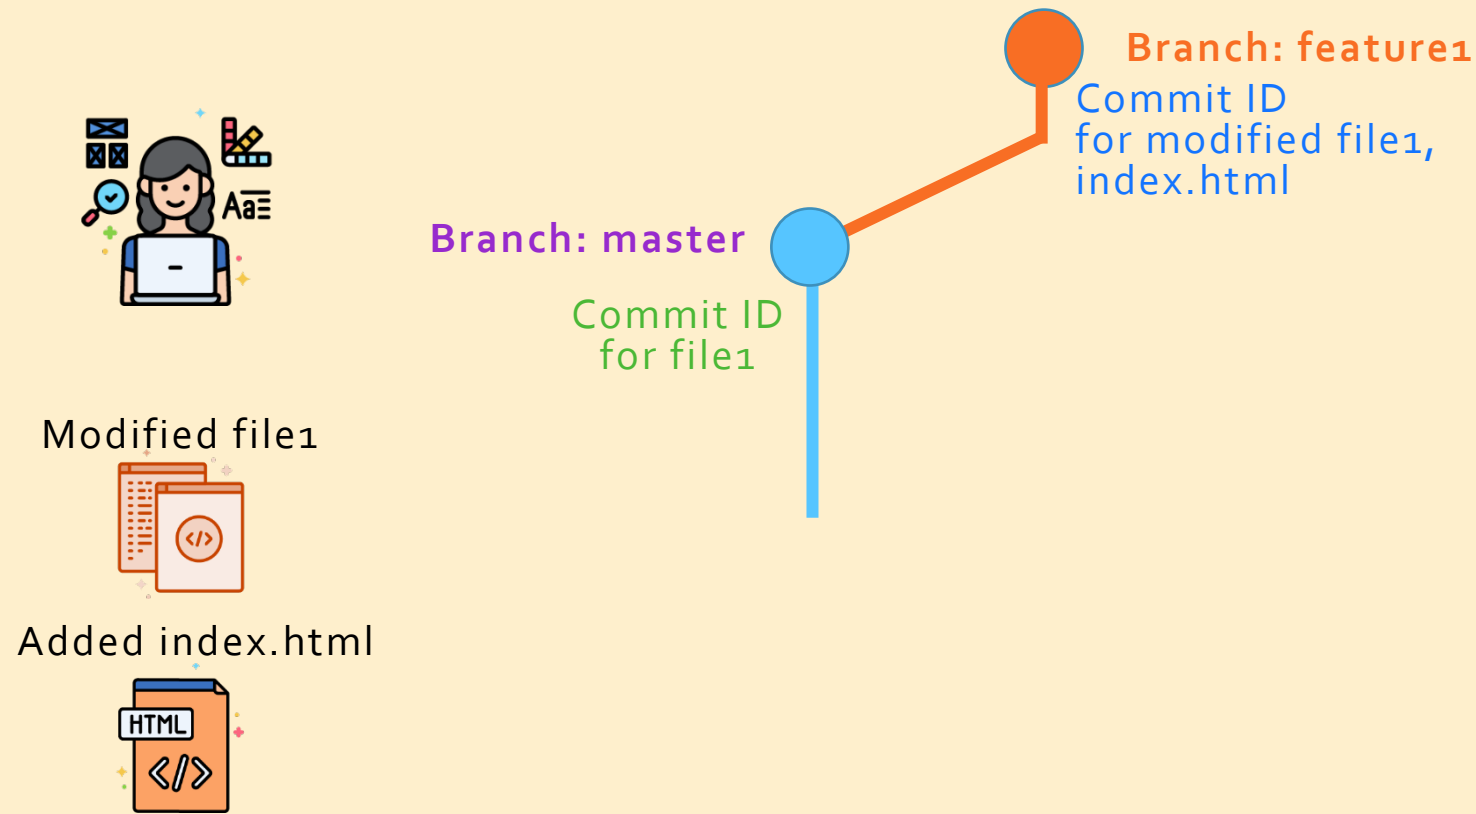 Branch: feature1
Commit ID
for modified file1,
index.html
Aa
Branch: master
Commit ID
for file1
Modified file1
</>
Added index.html
HTML
</>